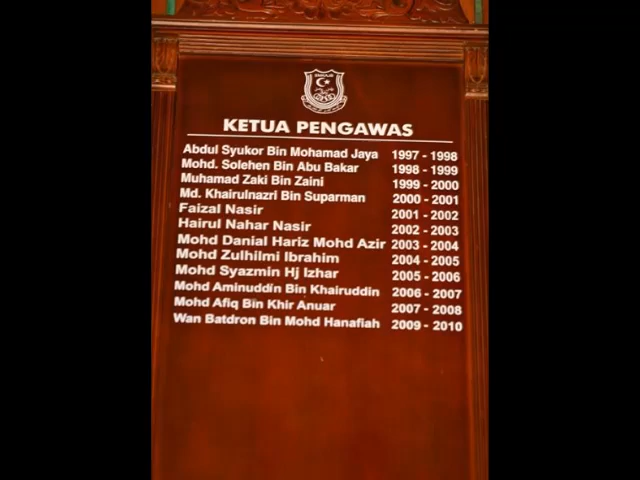 KETUA PENGAWAS
Abdul Syukor Bin Mohamad Jaya 1997 - 1998
Mohd. Solehen Bin Abu Bakar 1998 - 1999
Muhamad Zaki Bin Zaini 1999 - 2000
Md. Khairulnazri Bin Suparman 2000 - 2001
Faizal Nasir 2001 - 2002
Hairul Nahar Nasir 2002 - 2003
Mohd Danial Hariz Mohd Azir 2003 - 2004
Mohd Zulhilmi Ibrahim 2004 - 2005
Mohd Syazmin Hj Izhar 2005 - 2006
Mohd Aminuddin Bin Khairuddin 2006 - 2007
Mohd Afiq Bin Khir Anuar 2007 - 2008
Wan Batdron Bin Mohd Hanafiah 2009 - 2010